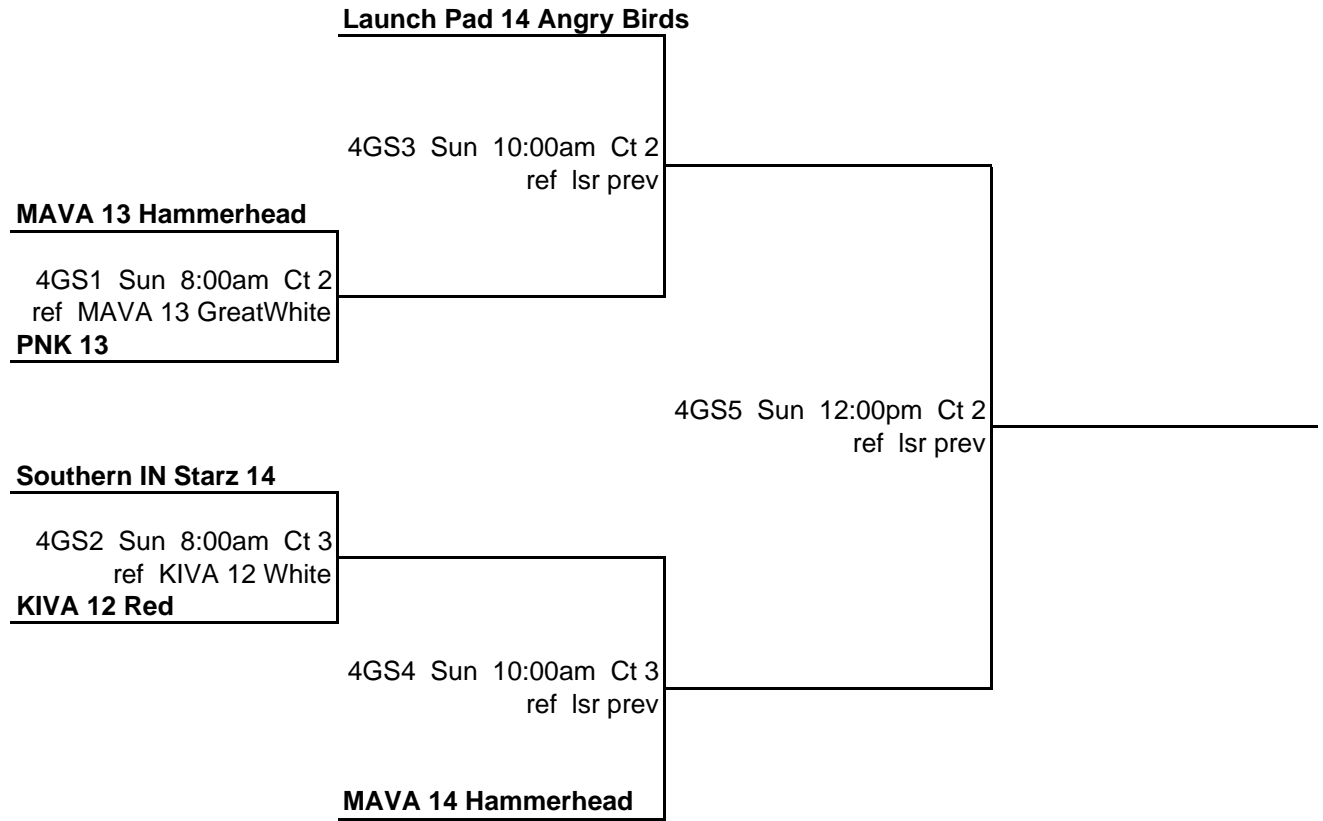 Launch Pad 14 Angry Birds
4GS3 Sun 10:00am Ct 2
ref lsr prev
MAVA 13 Hammerhead
4GS1 Sun 8:00am Ct 2
ref MAVA 13 GreatWhite
PNK 13
4GS5 Sun 12:00pm Ct 2
ref lsr prev
Southern IN Starz 14
4GS2 Sun 8:00am Ct 3
ref KIVA 12 White
KIVA 12 Red
4GS4 Sun 10:00am Ct 3
ref lsr prev
MAVA 14 Hammerhead